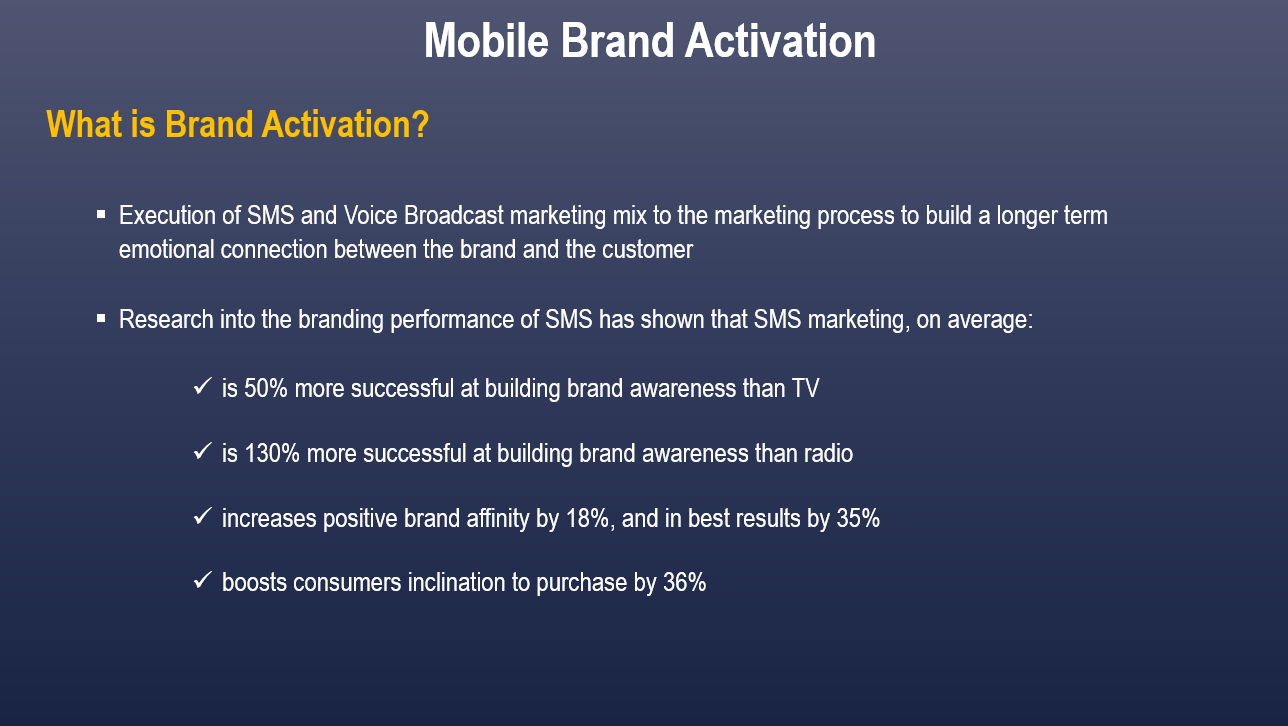 Mobile Brand Activation
What is Brand Activation?
Execution of SMS and Voice Broadcast marketing mix to the marketing process to build a longer term
emotional connection between the brand and the customer
Research into the branding performance of SMS has shown that SMS marketing, on average:
is 50% more successful at building brand awareness than TV
is 130% more successful at building brand awareness than radio
increases positive brand affinity by 18%, and in best results by 35%
boosts consumers inclination to purchase by 36%